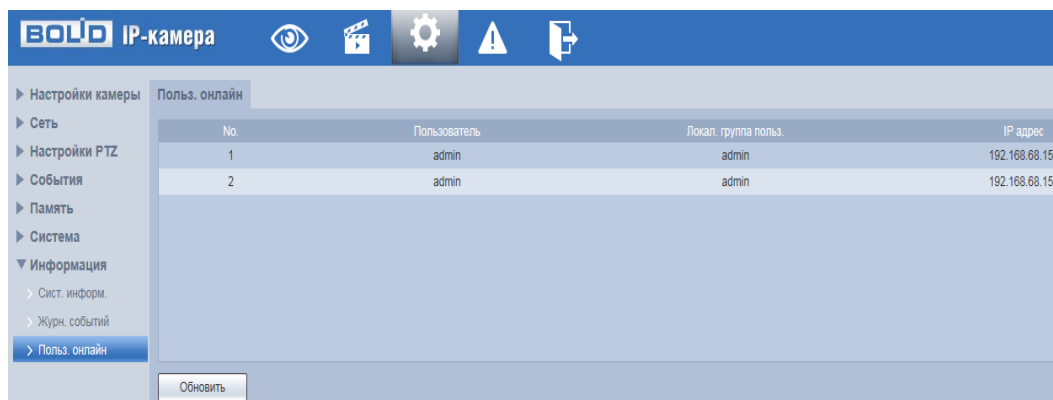 BOLID IP-камера
Настройки камеры
Сеть
Настройки PTZ
События
Память
Система
Информация
Сист. информ.
Журн. событий
Польз. онлайн
Польз. онлайн
No. Пользователь Локал. группа польз. IP адрес
1 admin admin 192.168.68.15
2 admin admin 192.168.68.15
Обновить